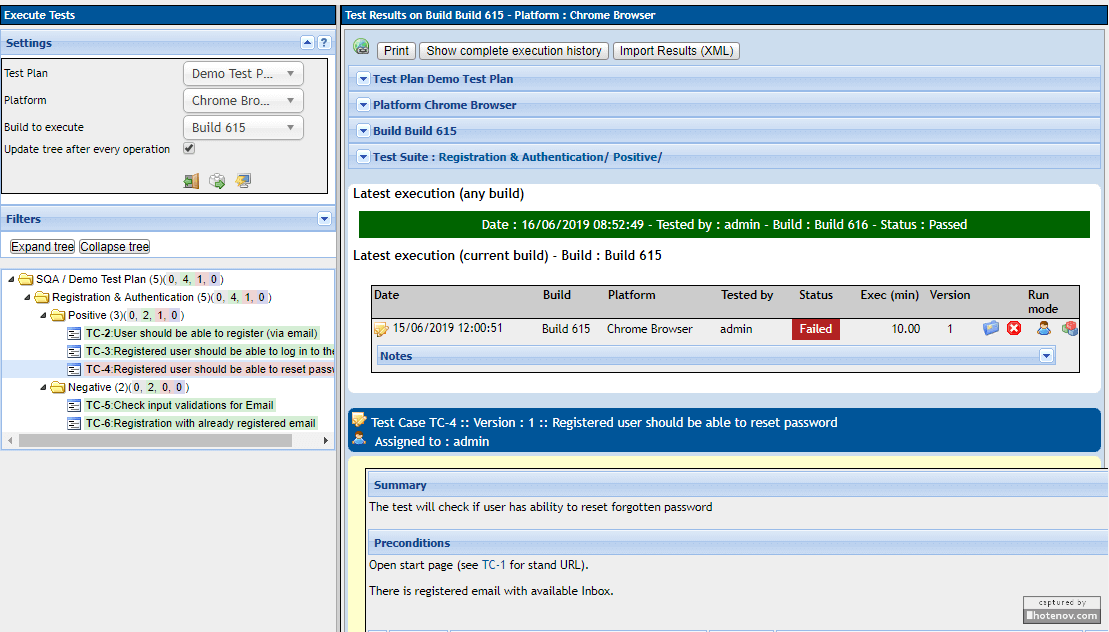 Execute Tests
Settings
?
Test Plan Demo Test P...
Platform Chrome Bro...
Build to execute Build 615
Update tree after every operation
Filters
Expand tree Collapse tree
SQA / Demo Test Plan (5)(0, 4, 1, 0)
Registration & Authentication (5)(0, 4, 1, 0)
Positive (3)(0, 2, 1, 0)
TC-2:User should be able to register (via email)
TC-3:Registered user should be able to log in to the
TC-4:Registered user should be able to reset passw
Negative (2)(0, 2, 0, 0)
TC-5:Check input validations for Email
TC-6:Registration with already registered email
Test Results on Build Build 615 - Platform : Chrome Browser
Print Show complete execution history Import Results (XML)
Test Plan Demo Test Plan
Platform Chrome Browser
Build Build 615
Test Suite : Registration & Authentication/ Positive/
Latest execution (any build)
Date : 16/06/2019 08:52:49 - Tested by : admin - Build : Build 616 - Status : Passed
Latest execution (current build) - Build : Build 615
Date Build Platform Tested by Status Exec (min) Version Run mode
15/06/2019 12:00:51 Build 615 Chrome Browser admin Failed 10.00 1
Notes
Test Case TC-4 :: Version : 1 :: Registered user should be able to reset password
Assigned to : admin
Summary
The test will check if user has ability to reset forgotten password
Preconditions
Open start page (see TC-1 for stand URL).
There is registered email with available Inbox.
captured by
hotenov.com